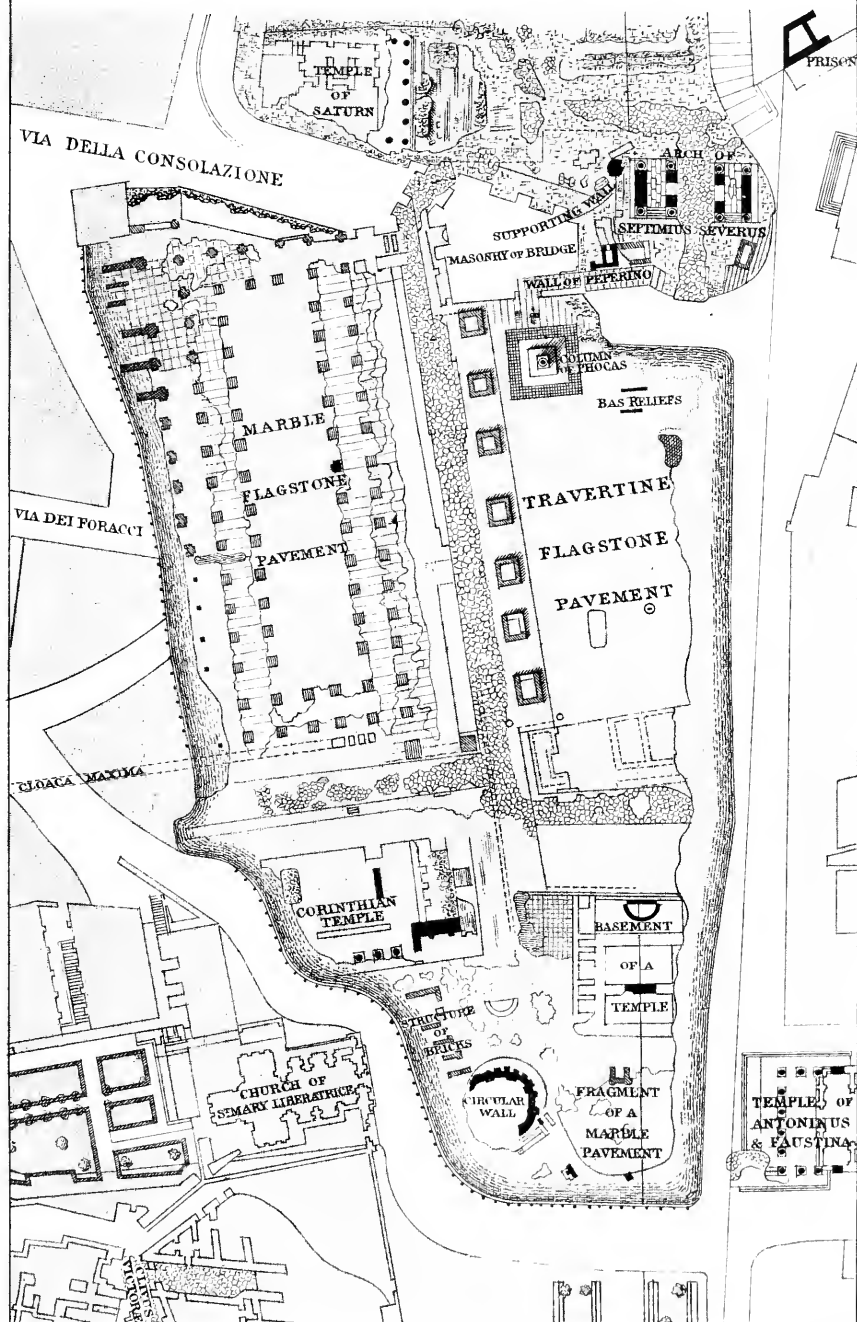 PRISON
TEMPLE
OF
SATURN
VIA DELLA CONSOLAZIONE
ARCH OF
SEPTIMIUS SEVERUS
SUPPORTING WALL
MASONRY OF BRIDGE
WALL OF PEPERINO
COLUMN
OF PHOCAS
BAS RELIEFS
MARBLE
FLAGSTONE
PAVEMENT
TRAVERTINE
FLAGSTONE
PAVEMENT
VIA DEI FORACCI
CLOACA MAXIMA
CORINTHIAN
TEMPLE
BASEMENT
OF A
TEMPLE
STRUCTURE
OF
BRICKS
CIRCULAR
WALL
FRAGMENT
OF A
MARBLE
PAVEMENT
CHURCH OF
ST MARY LIBERATRICE
TEMPLE OF
ANTONINUS
& FAUSTINA
CLIVUS